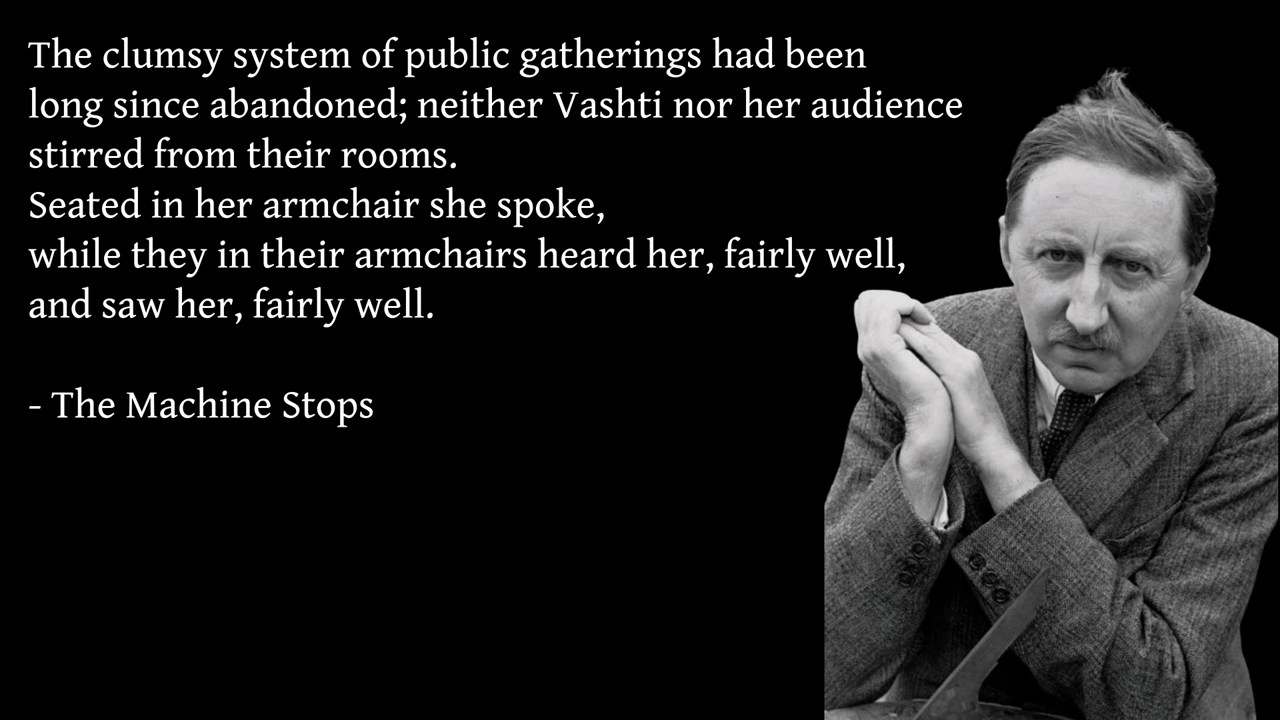 The clumsy system of public gatherings had been
long since abandoned; neither Vashti nor her audience
stirred from their rooms.
Seated in her armchair she spoke,
while they in their armchairs heard her, fairly well,
and saw her, fairly well.
- The Machine Stops